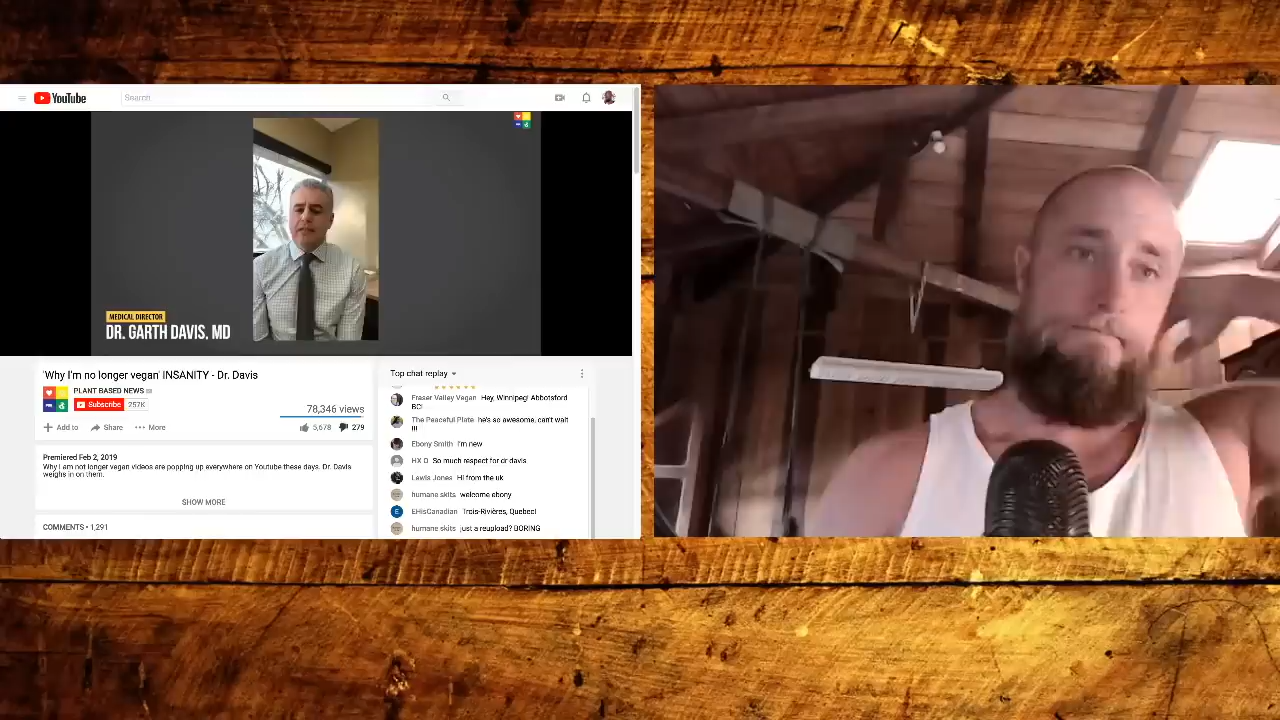 YouTube
Search
MEDICAL DIRECTOR
DR. GARTH DAVIS, MD
'Why I'm no longer vegan' INSANITY - Dr. Davis
PLANT BASED NEWS
Subscribe 257K
78,346 views
Add to Share More
5,678 279
Premiered Feb 2, 2019
Why I am not longer vegan videos are popping up everywhere on Youtube these days. Dr. Davis
weighs in on them.
SHOW MORE
COMMENTS • 1,291
Top chat replay
Fraser Valley Vegan Hey, Winnipeg! Abbotsford
BC!
The Peaceful Plate he's so awesome, can't wait
!!!
Ebony Smith I'm new
HX O So much respect for dr davis
Lewis Jones Hi from the uk
humane skits welcome ebony
EHisCanadian Trois-Rivières, Quebec!
humane skits just a reupload? BORING